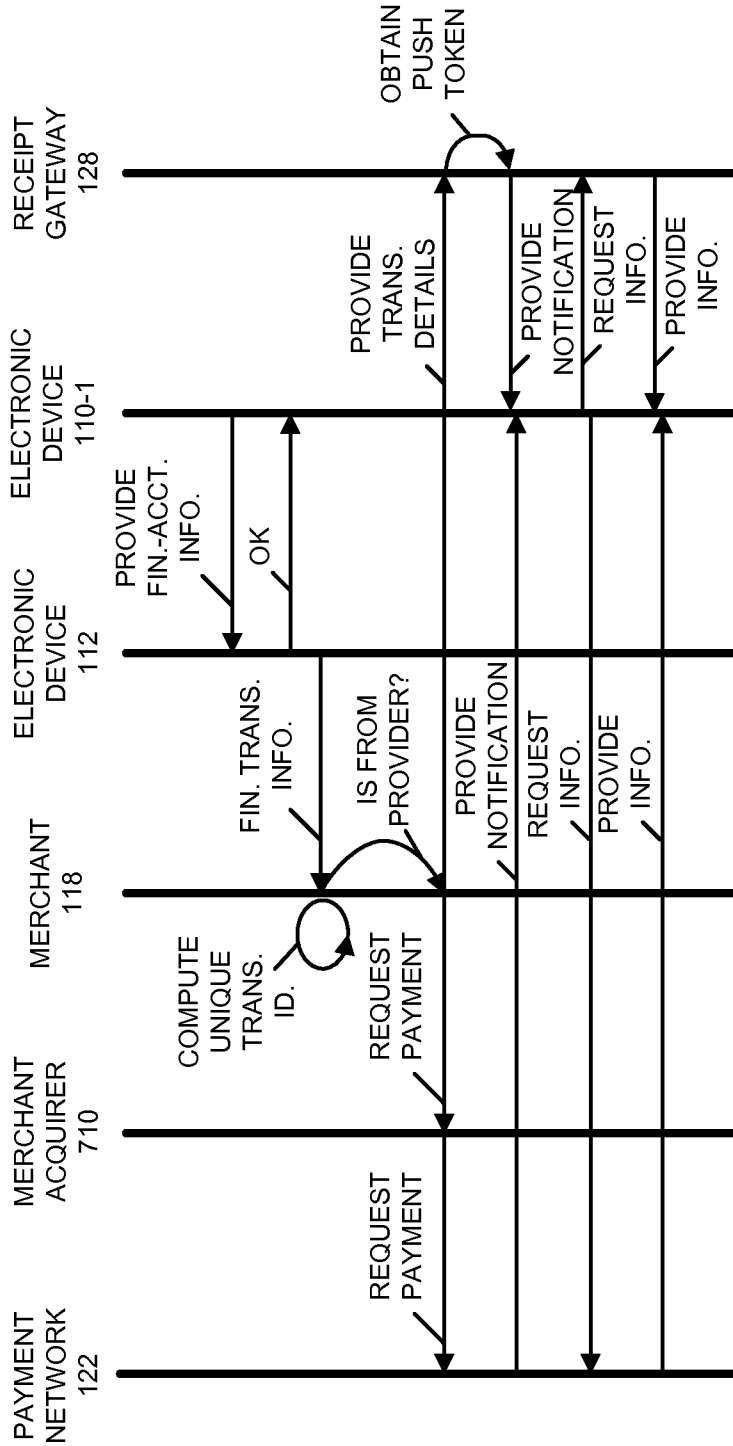 PAYMENT
NETWORK
122
MERCHANT
ACQUIRER
710
MERCHANT
118
ELECTRONIC
DEVICE
112
ELECTRONIC
DEVICE
110-1
RECEIPT
GATEWAY
128
PROVIDE
FIN.-ACCT.
INFO.
OK
FIN. TRANS.
INFO.
COMPUTE
UNIQUE
TRANS.
ID.
IS FROM
PROVIDER?
REQUEST
PAYMENT
REQUEST
PAYMENT
PROVIDE
TRANS.
DETAILS
OBTAIN
PUSH
TOKEN
PROVIDE
NOTIFICATION
PROVIDE
NOTIFICATION
REQUEST
INFO.
REQUEST
INFO.
PROVIDE
INFO.
PROVIDE
INFO.